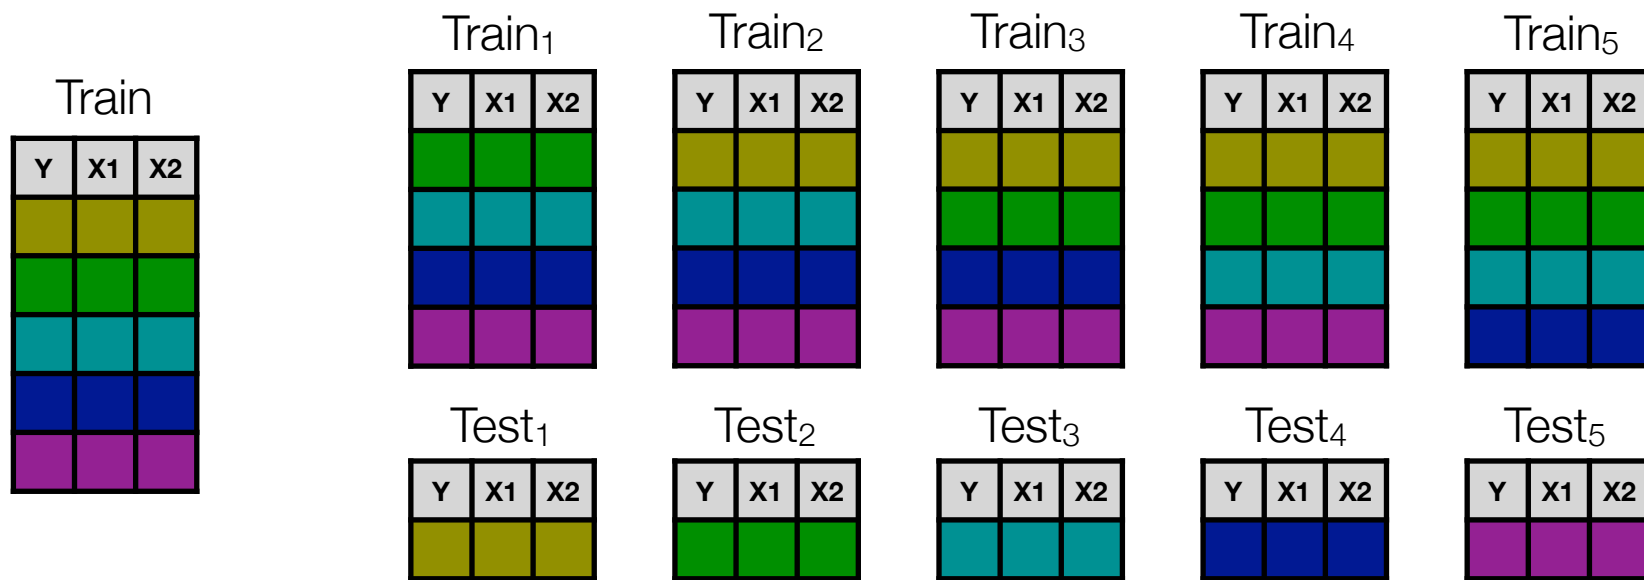 Train
Y X1 X2
Train₁ Train₂ Train₃ Train₄ Train₅
Y X1 X2 Y X1 X2 Y X1 X2 Y X1 X2 Y X1 X2
Test₁ Test₂ Test₃ Test₄ Test₅
Y X1 X2 Y X1 X2 Y X1 X2 Y X1 X2 Y X1 X2